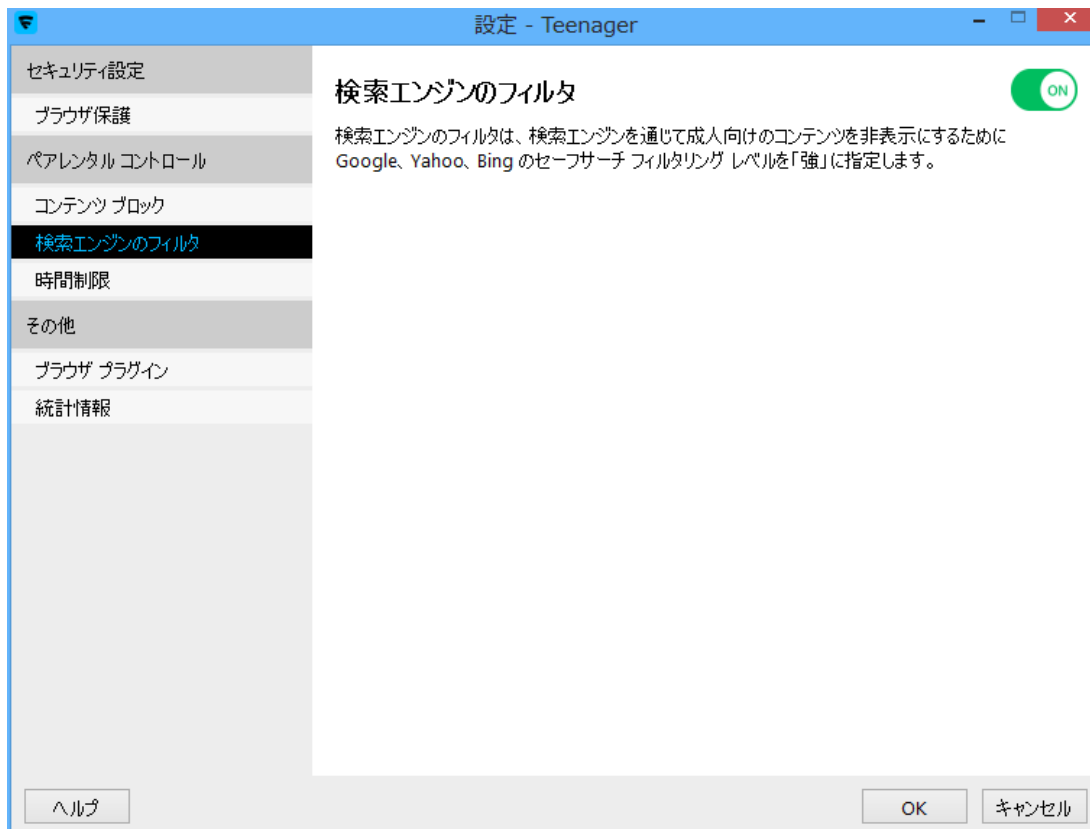 設定 - Teenager
セキュリティ設定
ブラウザ保護
ペアレンタル コントロール
コンテンツ ブロック
検索エンジンのフィルタ
時間制限
その他
ブラウザ プラグイン
統計情報
検索エンジンのフィルタ
ON
検索エンジンのフィルタは、検索エンジンを通じて成人向けのコンテンツを非表示にするために
Google、Yahoo、Bing のセーフサーチ フィルタリング レベルを「強」に指定します。
ヘルプ
OK
キャンセル